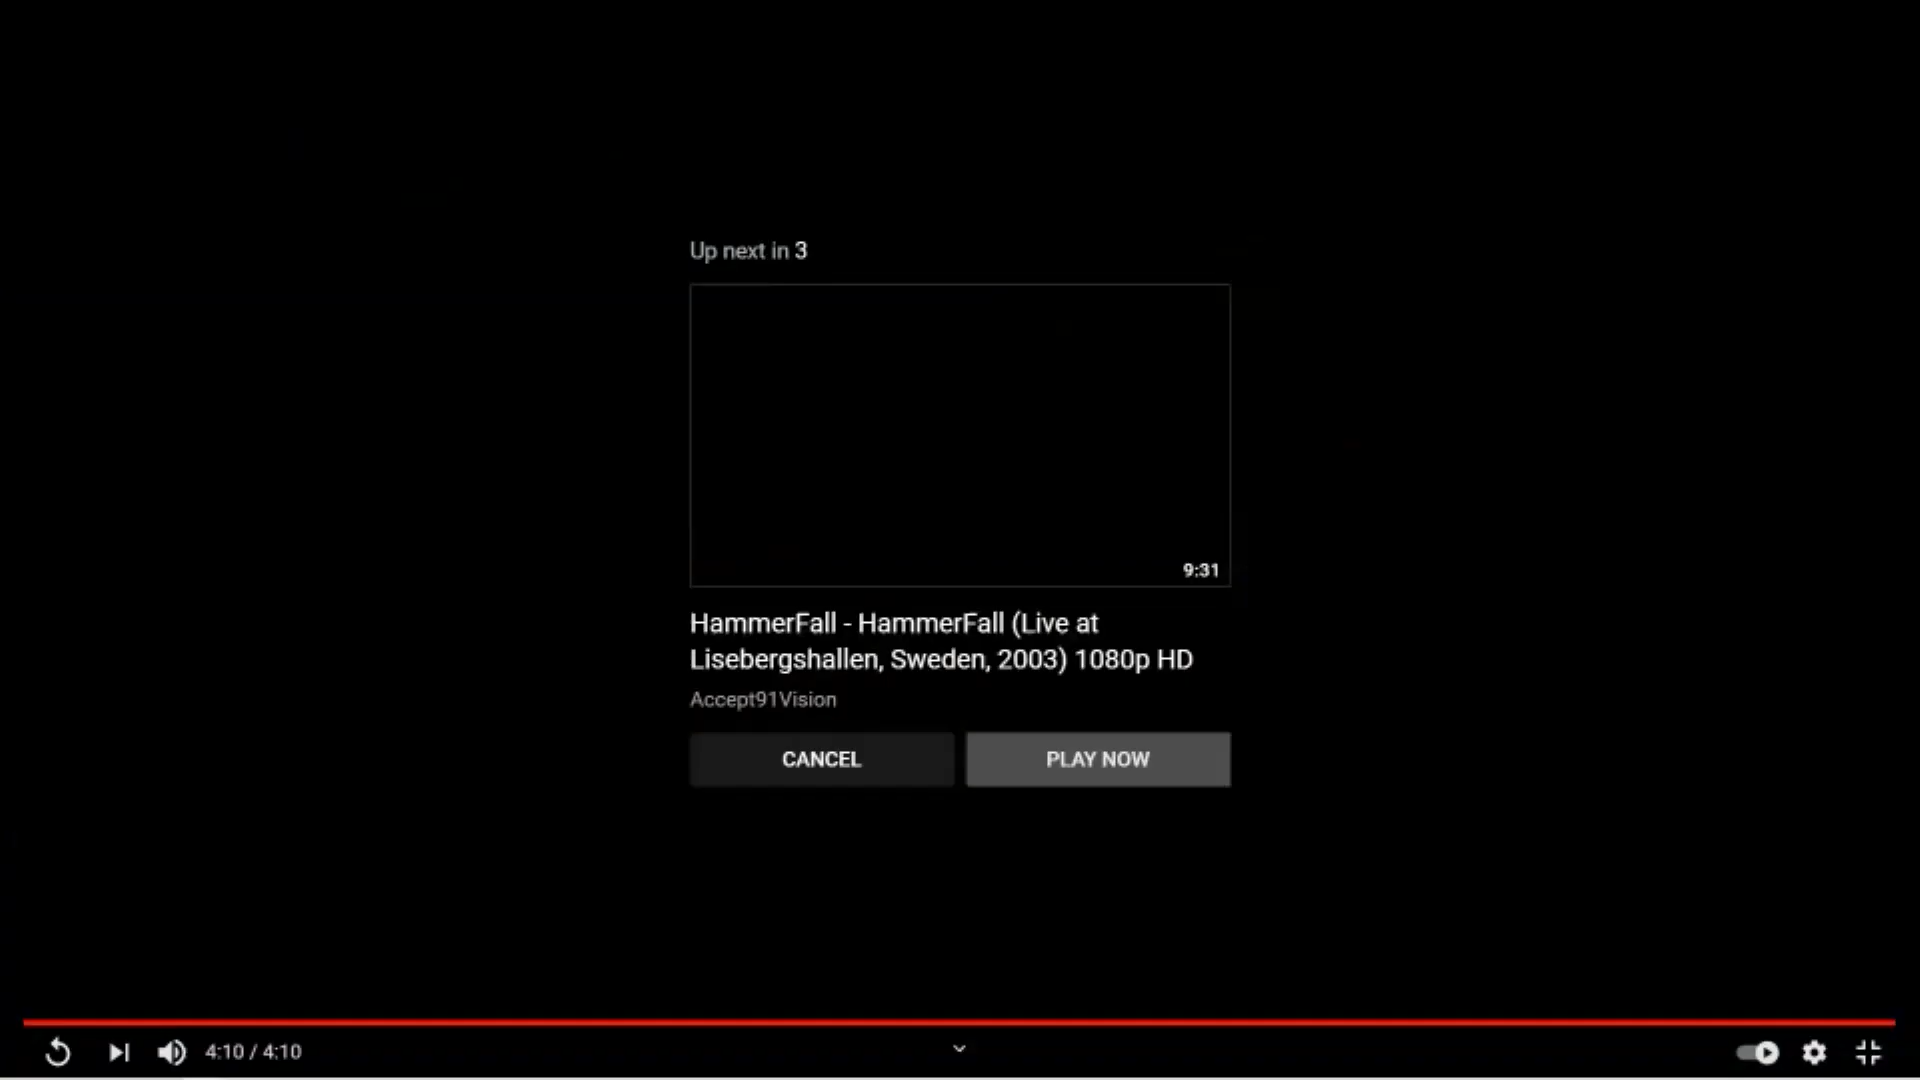 Up next in 3
9:31
HammerFall - HammerFall (Live at
Lisebergshallen, Sweden, 2003) 1080p HD
Accept91Vision
CANCEL
PLAY NOW
4:10 / 4:10